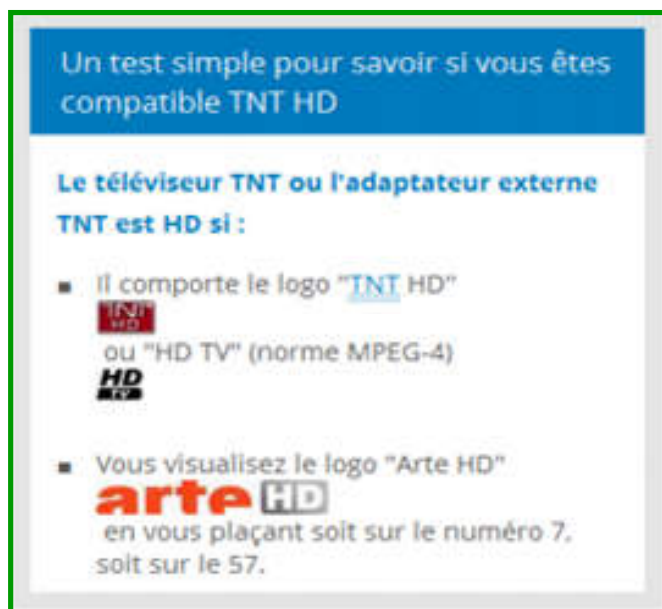 Un test simple pour savoir si vous êtes
compatible TNT HD
Le téléviseur TNT ou l'adaptateur externe
TNT est HD si :
Il comporte le logo "TNT HD"
TNT
HD
ou "HD TV" (norme MPEG-4)
HD
TV
Vous visualisez le logo "Arte HD"
arte HD
en vous plaçant soit sur le numéro 7,
soit sur le 57.